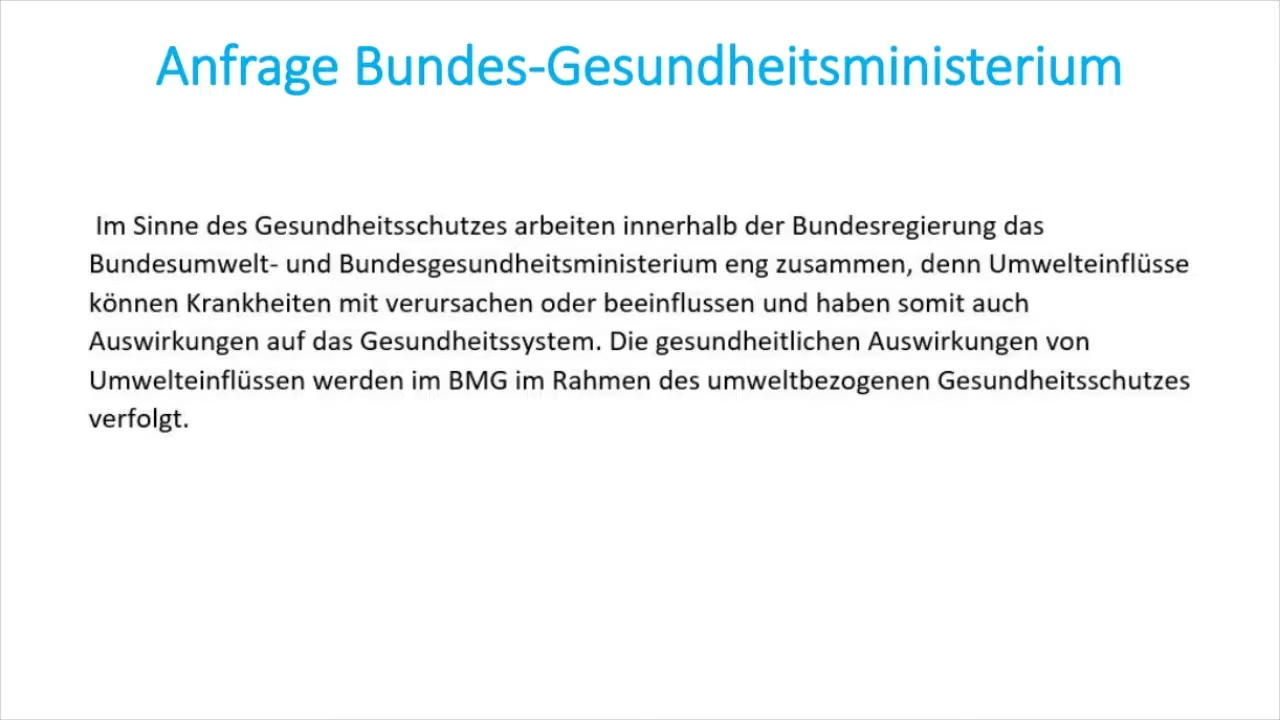 Anfrage Bundes-Gesundheitsministerium
Im Sinne des Gesundheitsschutzes arbeiten innerhalb der Bundesregierung das
Bundesumwelt- und Bundesgesundheitsministerium eng zusammen, denn Umwelteinflüsse
können Krankheiten mit verursachen oder beeinflussen und haben somit auch
Auswirkungen auf das Gesundheitssystem. Die gesundheitlichen Auswirkungen von
Umwelteinflüssen werden im BMG im Rahmen des umweltbezogenen Gesundheitsschutzes
verfolgt.